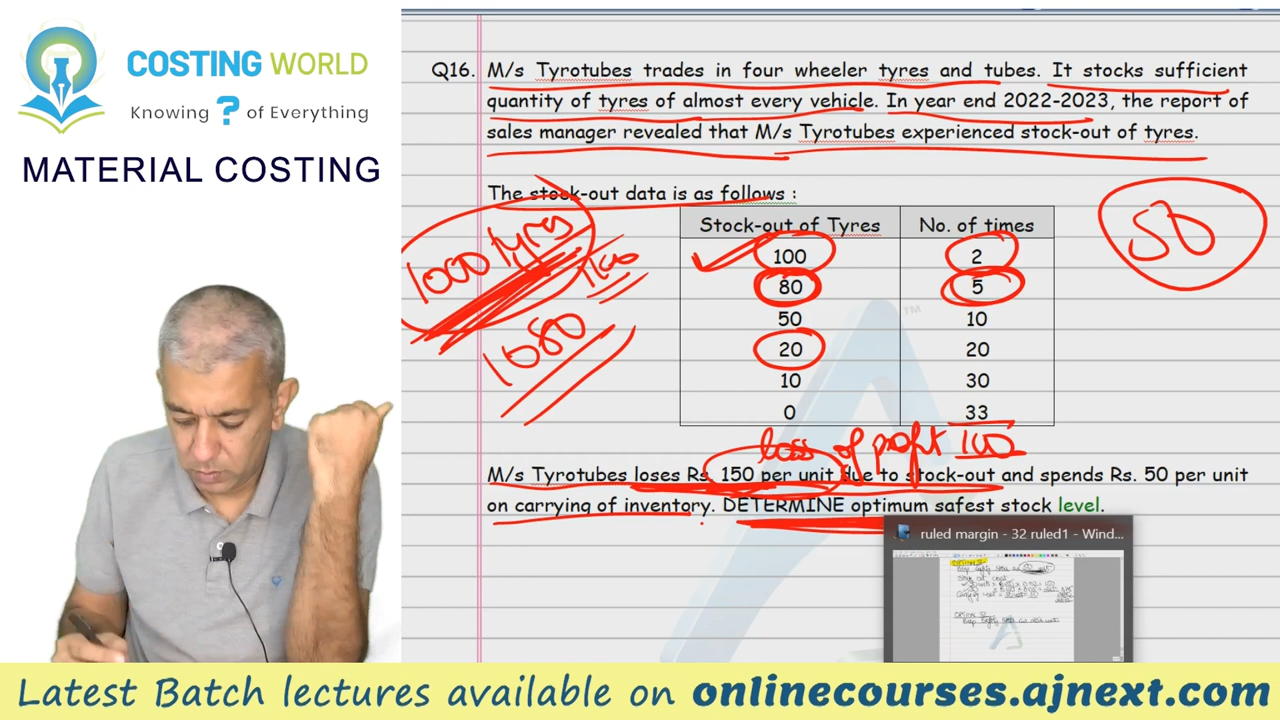 COSTING WORLD
Knowing ? of Everything
MATERIAL COSTING
Q16. M/s Tyrotubes trades in four wheeler tyres and tubes. It stocks sufficient
quantity of tyres of almost every vehicle. In year end 2022-2023, the report of
sales manager revealed that M/s Tyrotubes experienced stock-out of tyres.
The stock-out data is as follows :
Stock-out of Tyres No. of times
100 2
80 5
50 10
20 20
10 30
0 33
1000 tyres
1100
1080
50
loss of profit 100
M/s Tyrotubes loses Rs. 150 per unit due to stock-out and spends Rs. 50 per unit
on carrying of inventory. DETERMINE optimum safest stock level.
ruled margin - 32 ruled1 - Wind...
Latest Batch lectures available on onlinecourses.ajnext.com